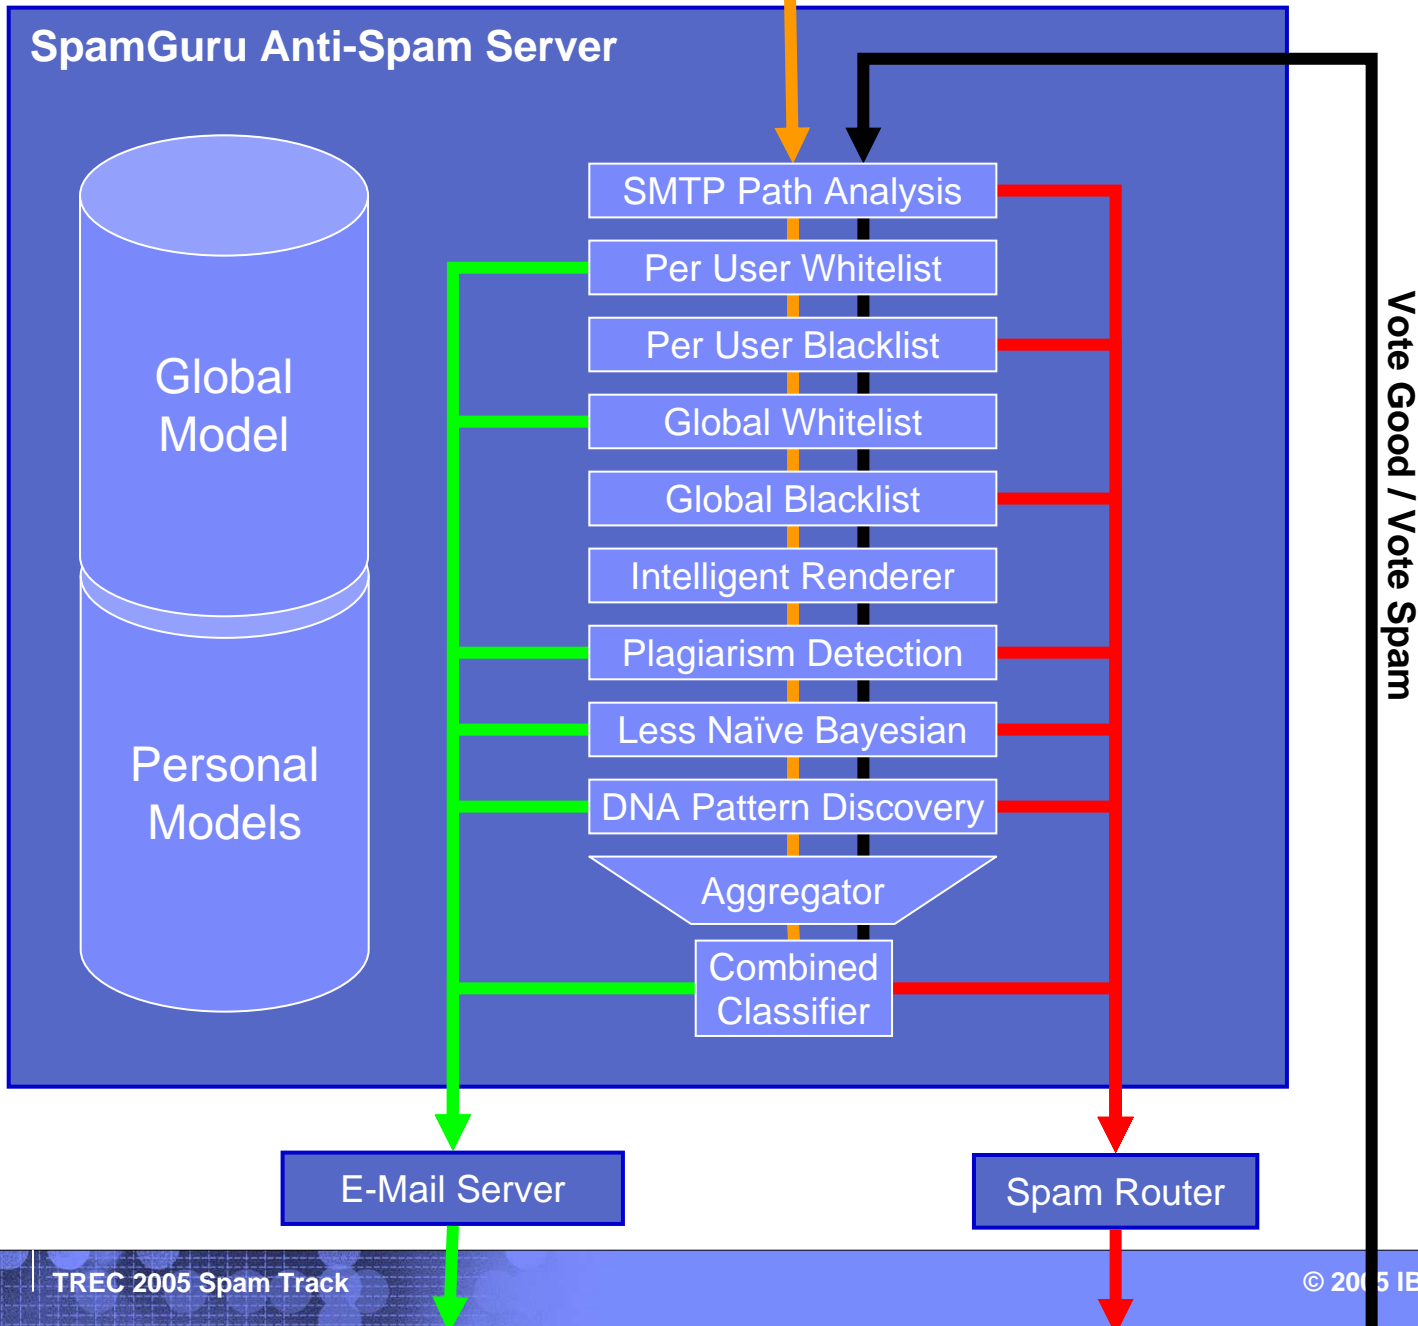 SpamGuru Anti-Spam Server
SMTP Path Analysis
Per User Whitelist
Per User Blacklist
Global Whitelist
Global Blacklist
Intelligent Renderer
Plagiarism Detection
Less Naïve Bayesian
DNA Pattern Discovery
Aggregator
Combined
Classifier
Global
Model
Personal
Models
Vote Good / Vote Spam
E-Mail Server
Spam Router
TREC 2005 Spam Track
© 2005